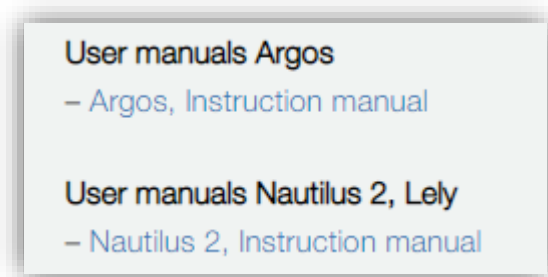 User manuals Argos
– Argos, Instruction manual
User manuals Nautilus 2, Lely
– Nautilus 2, Instruction manual